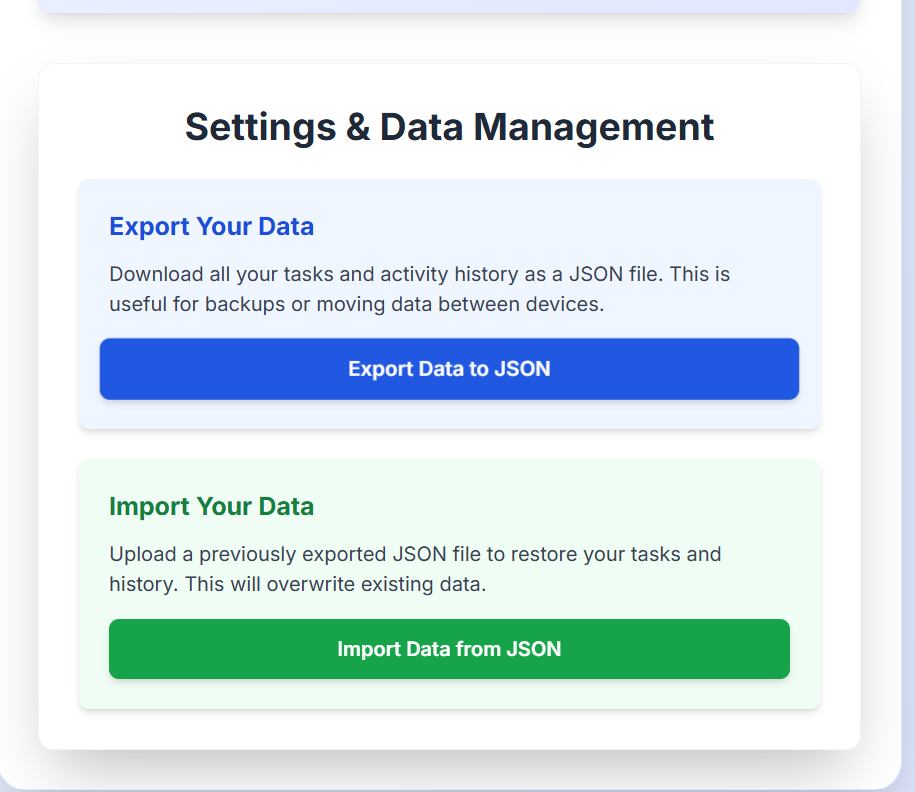 Settings & Data Management
Export Your Data
Download all your tasks and activity history as a JSON file. This is
useful for backups or moving data between devices.
Export Data to JSON
Import Your Data
Upload a previously exported JSON file to restore your tasks and
history. This will overwrite existing data.
Import Data from JSON